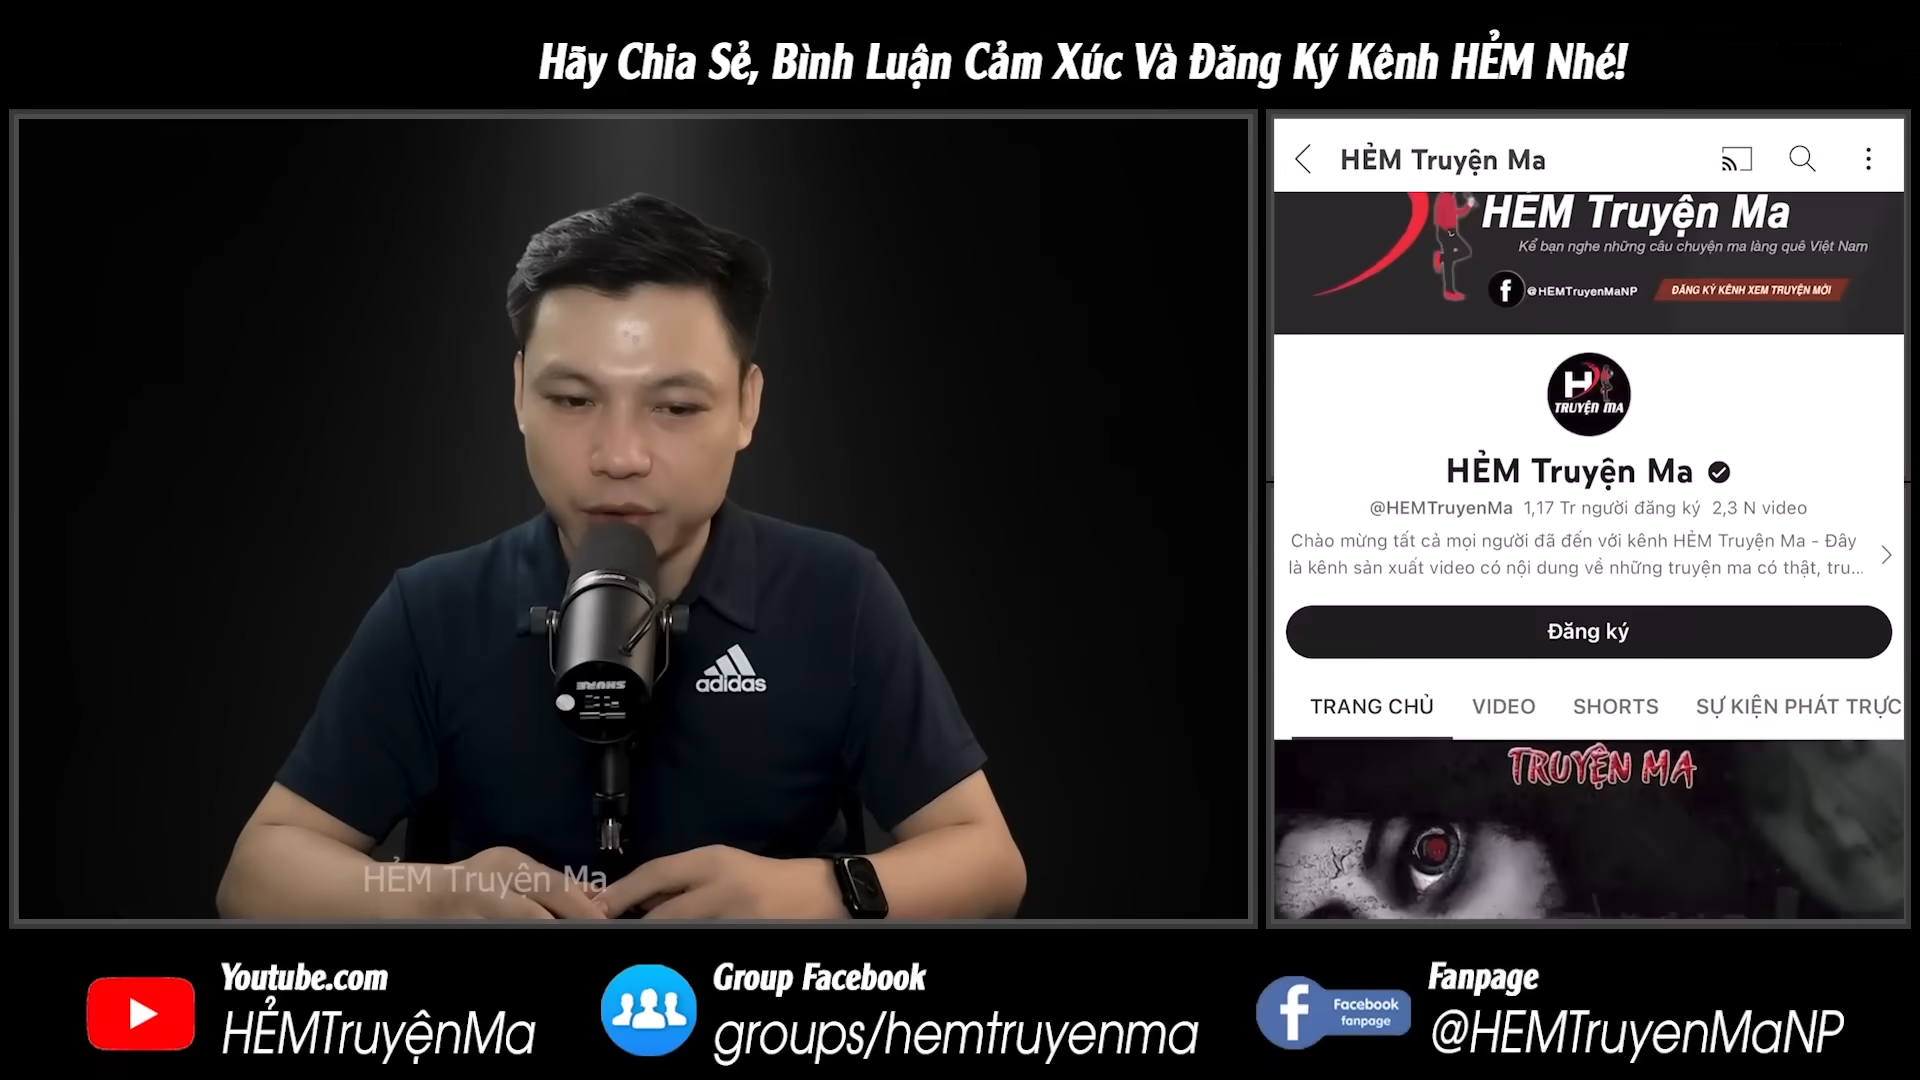 Hãy Chia Sẻ, Bình Luận Cảm Xúc Và Đăng Ký Kênh HẺM Nhé!
HẺM Truyện Ma
HẺM Truyện Ma
Kể bạn nghe những câu chuyện ma làng quê Việt Nam
@HEMTruyenMaNP
ĐĂNG KÝ KÊNH XEM TRUYỆN MỚI
H
TRUYỆN MA
HẺM Truyện Ma
@HEMTruyenMa 1,17 Tr người đăng ký 2,3 N video
Chào mừng tất cả mọi người đã đến với kênh HẺM Truyện Ma - Đây
là kênh sản xuất video có nội dung về những truyện ma có thật, tru...
Đăng ký
TRANG CHỦ VIDEO SHORTS SỰ KIỆN PHÁT TRỰC
TRUYỆN MA
SHURE
adidas
HẺM Truyện Ma
Youtube.com
HẺMTruyệnMa
Group Facebook
groups/hemtruyenma
Facebook
fanpage
Fanpage
@HEMTruyenMaNP